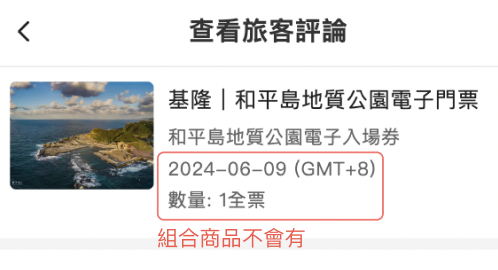 查看旅客評論
基隆｜和平島地質公園電子門票
和平島地質公園電子入場券
2024-06-09 (GMT+8)
數量: 1全票
組合商品不會有